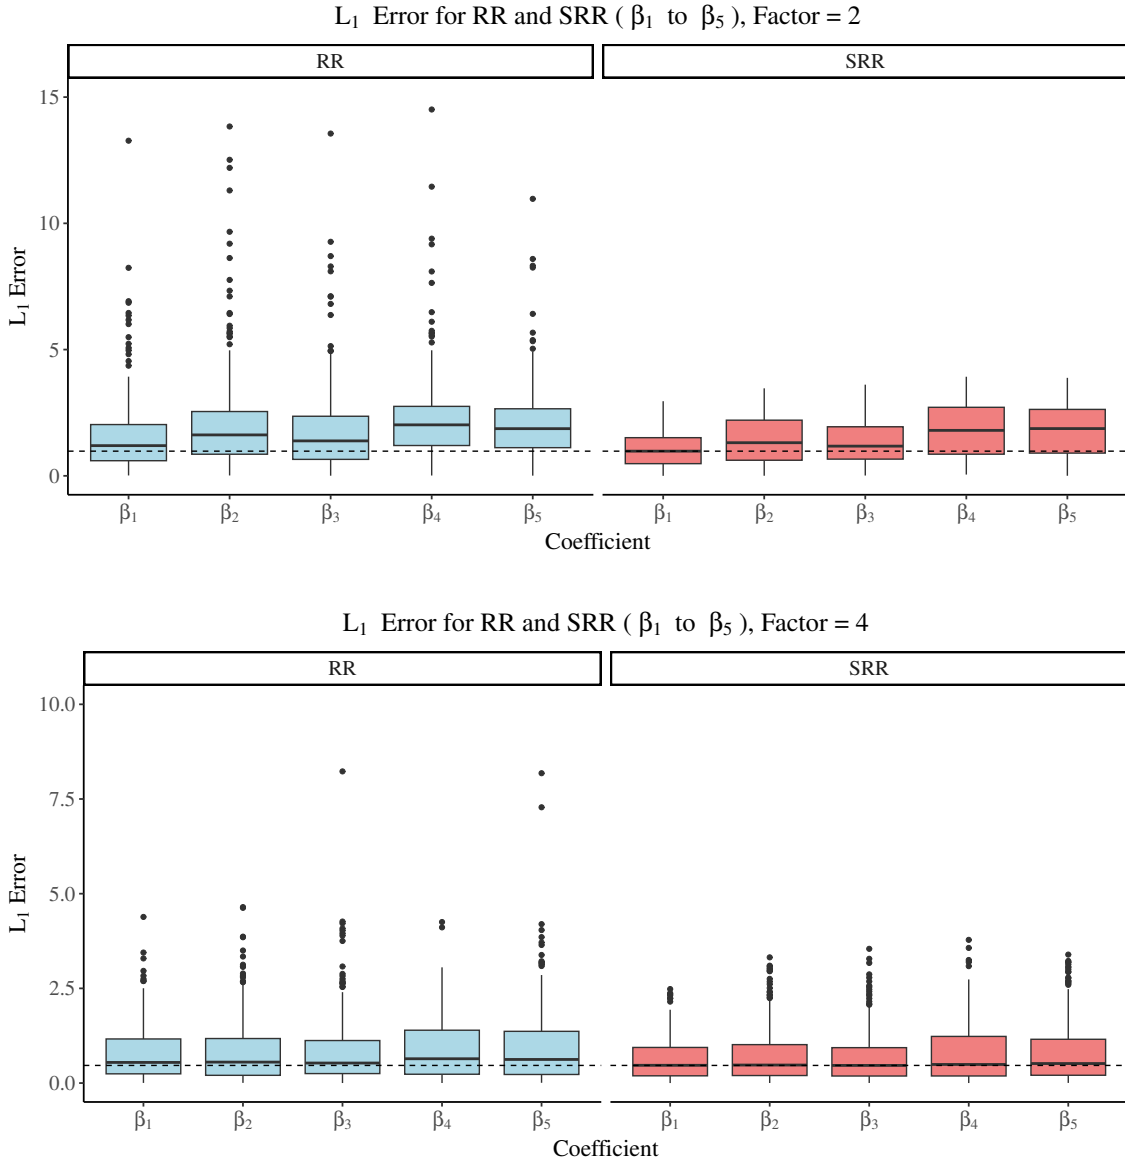 L₁ Error for RR and SRR ( β₁ to β₅ ), Factor = 2
RR
SRR
15
10
5
0
L₁ Error
β₁ β₂ β₃ β₄ β₅
β₁ β₂ β₃ β₄ β₅
Coefficient
L₁ Error for RR and SRR ( β₁ to β₅ ), Factor = 4
RR
SRR
10.0
7.5
5.0
2.5
0.0
L₁ Error
β₁ β₂ β₃ β₄ β₅
β₁ β₂ β₃ β₄ β₅
Coefficient